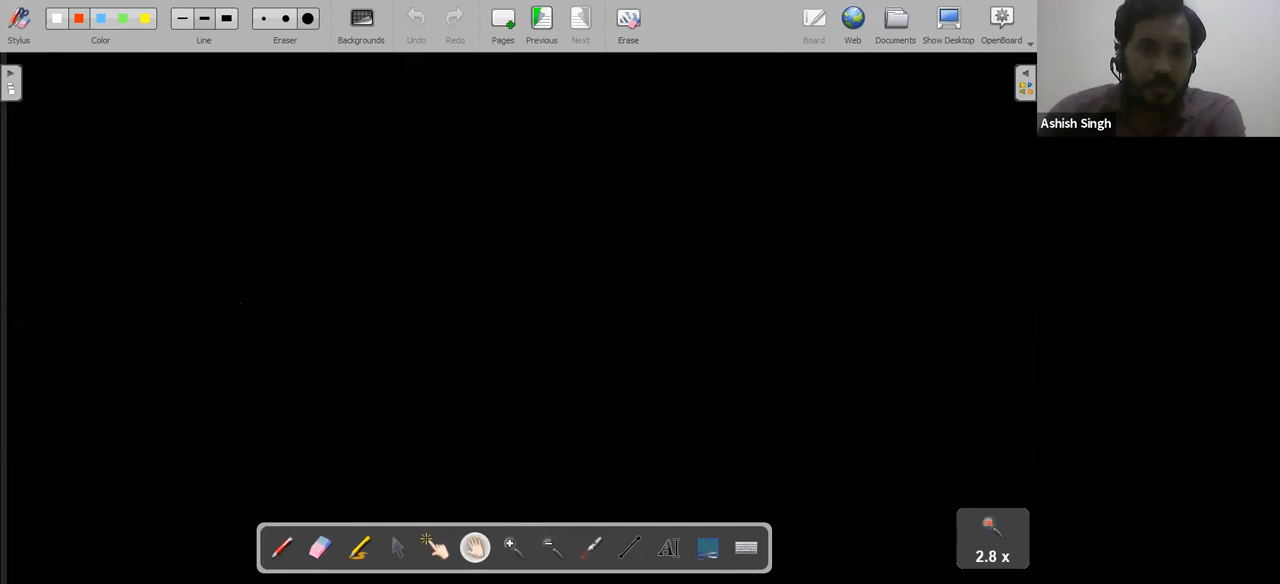 Stylus Color Line Eraser Backgrounds Undo Redo Pages Previous Next Erase Board Web Documents Show Desktop OpenBoard
Ashish Singh
AI
2.8 x